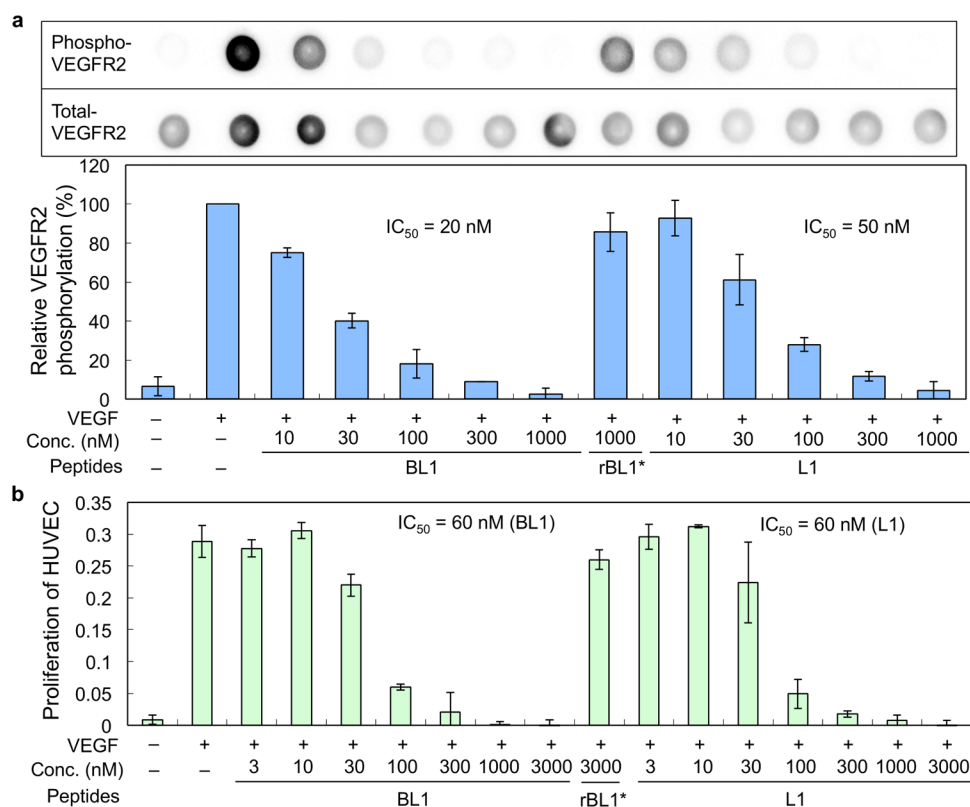 a
Phospho-
VEGFR2
Total-
VEGFR2
Relative VEGFR2
phosphorylation (%)
120
100
80
60
40
20
0
IC50 = 20 nM
IC50 = 50 nM
VEGF – + + + + + + + + + + + +
Conc. (nM) – – 10 30 100 300 1000 1000 10 30 100 300 1000
Peptides – – BL1 rBL1* L1
b
Proliferation of HUVEC
0.35
0.3
0.25
0.2
0.15
0.1
0.05
0
IC50 = 60 nM (BL1)
IC50 = 60 nM (L1)
VEGF – + + + + + + + + + + + + + + + +
Conc. (nM) – – 3 10 30 100 300 1000 3000 3000 3 10 30 100 300 1000 3000
Peptides BL1 rBL1* L1